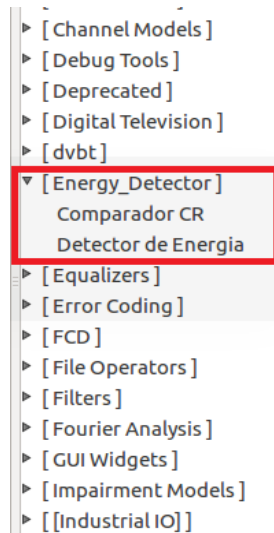 [Channel Models]
[Debug Tools]
[Deprecated]
[Digital Television]
[dvbt]
[Energy_Detector]
Comparador CR
Detector de Energia
[Equalizers]
[Error Coding]
[FCD]
[File Operators]
[Filters]
[Fourier Analysis]
[GUI Widgets]
[Impairment Models]
[[Industrial IO]]